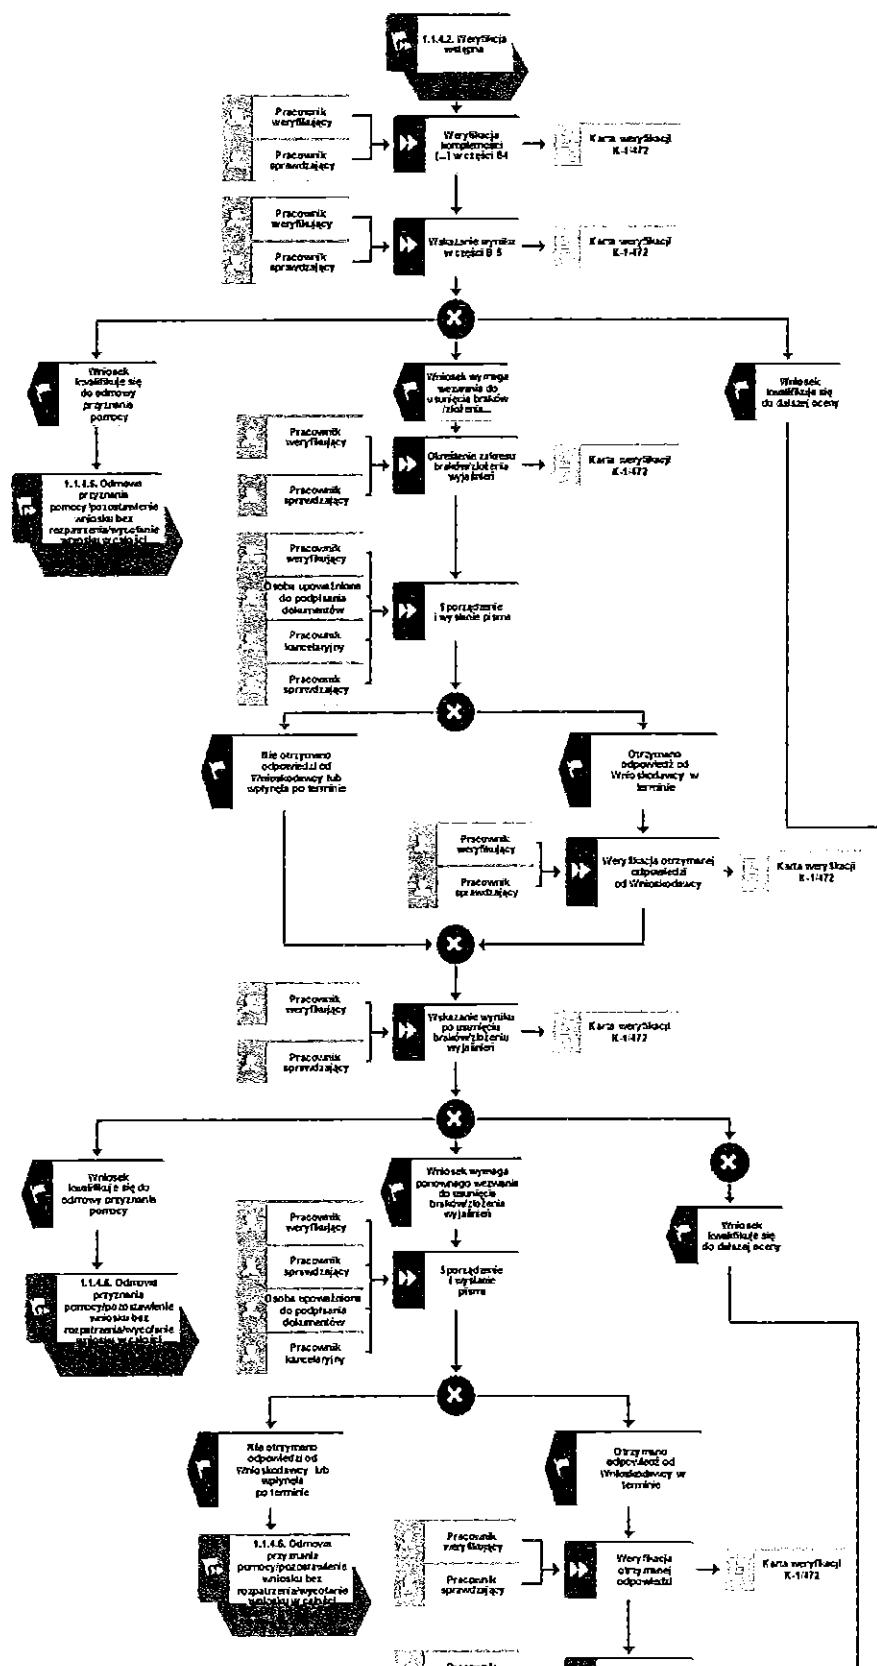 1.1.4.2. Weryfikacja
wstępna
Pracownik
weryfikujący
Pracownik
sprawdzający
Weryfikacja
kompletności
[...] w części B4
Karta weryfikacji
K-1/472
Pracownik
weryfikujący
Pracownik
sprawdzający
Wskazanie wyniku
w części B 5
Karta weryfikacji
K-1/472
Wniosek
kwalifikuje się
do odmowy
przyznania
pomocy
Wniosek wymaga
wezwania do
usunięcia braków
/złożenia...
Wniosek
kwalifikuje się
do dalszej oceny
Pracownik
weryfikujący
Pracownik
sprawdzający
Określenie zakresu
braków/złożenia
wyjaśnień
Karta weryfikacji
K-1/472
1.1.4.6. Odmowa
przyznania
pomocy/pozostawienie
wniosku bez
rozpatrzenia/wycofanie
wniosku w całości
Pracownik
weryfikujący
Osoba upoważniona
do podpisania
dokumentów
Pracownik
kancelaryjny
Pracownik
sprawdzający
Sporządzenie
i wysłanie pisma
Nie otrzymano
odpowiedzi od
Wnioskodawcy lub
wpłynęła po terminie
Otrzymano
odpowiedź od
Wnioskodawcy w
terminie
Pracownik
weryfikujący
Pracownik
sprawdzający
Weryfikacja otrzymanej
odpowiedzi
od Wnioskodawcy
Karta weryfikacji
K-1/472
Pracownik
weryfikujący
Pracownik
sprawdzający
Wskazanie wyniku
po usunięciu
braków/złożeniu
wyjaśnień
Karta weryfikacji
K-1/472
Wniosek
kwalifikuje się do
odmowy przyznania
pomocy
Wniosek wymaga
ponownego wezwania
do usunięcia
braków/złożenia
wyjaśnień
Wniosek
kwalifikuje się
do dalszej oceny
Pracownik
weryfikujący
Pracownik
sprawdzający
Osoba upoważniona
do podpisania
dokumentów
Pracownik
kancelaryjny
Sporządzenie
i wysłanie
pisma
1.1.4.6. Odmowa
przyznania
pomocy/pozostawienie
wniosku bez
rozpatrzenia/wycofanie
wniosku w całości
Nie otrzymano
odpowiedzi od
Wnioskodawcy lub
wpłynęła
po terminie
Otrzymano
odpowiedź od
Wnioskodawcy w
terminie
1.1.4.6. Odmowa
przyznania
pomocy/pozostawienie
wniosku bez
rozpatrzenia/wycofanie
wniosku w całości
Pracownik
weryfikujący
Pracownik
sprawdzający
Weryfikacja
otrzymanej
odpowiedzi
Karta weryfikacji
K-1/472
Pracownik